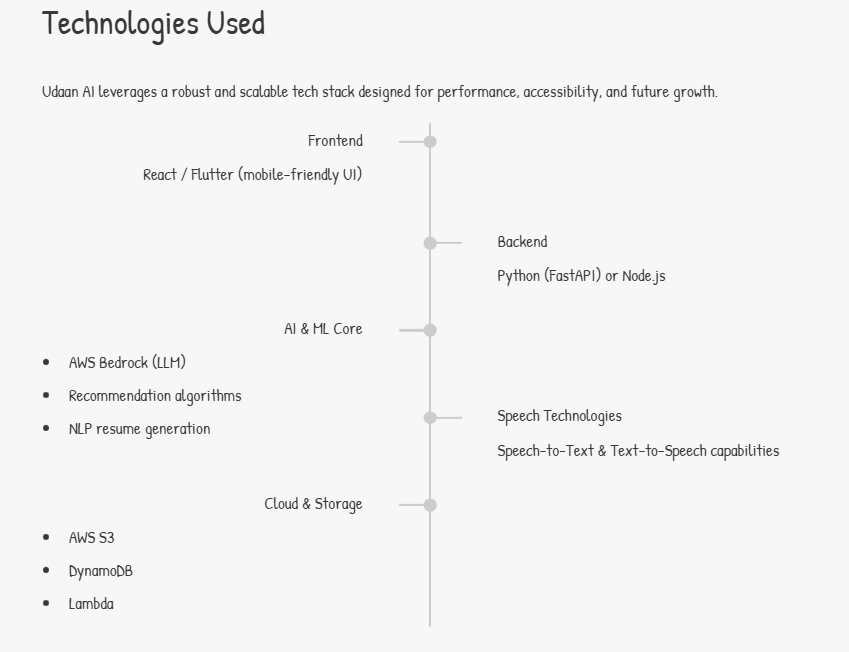 Technologies Used
Udaan AI leverages a robust and scalable tech stack designed for performance, accessibility, and future growth.
Frontend
React / Flutter (mobile-friendly UI)
Backend
Python (FastAPI) or Node.js
AI & ML Core
• AWS Bedrock (LLM)
• Recommendation algorithms
• NLP resume generation
Speech Technologies
Speech-to-Text & Text-to-Speech capabilities
Cloud & Storage
• AWS S3
• DynamoDB
• Lambda